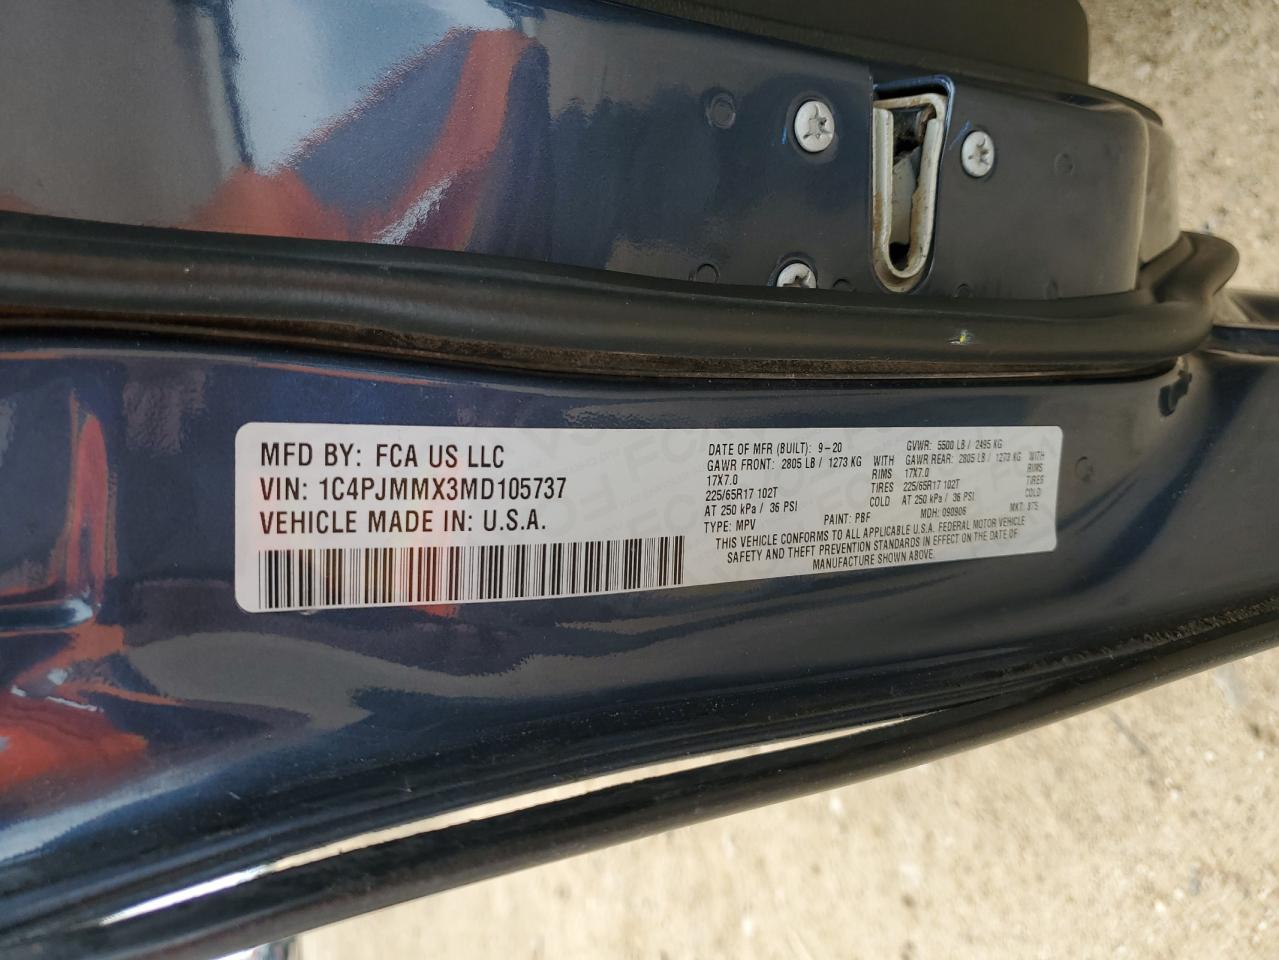 MFD BY: FCA US LLC
VIN: 1C4PJMMX3MD105737
VEHICLE MADE IN: U.S.A.
DATE OF MFR (BUILT): 9-20 GVWR: 5500 LB / 2495 KG
GAWR FRONT: 2805 LB / 1273 KG WITH GAWR REAR: 2805 LB / 1273 KG WITH
17X7.0 RIMS 17X7.0 RIMS
225/65R17 102T TIRES 225/65R17 102T TIRES
AT 250 kPa / 36 PSI COLD AT 250 kPa / 36 PSI COLD
TYPE: MPV PAINT: PBF MDH: 090906 MKT:
THIS VEHICLE CONFORMS TO ALL APPLICABLE U.S.A. FEDERAL MOTOR VEHICLE
SAFETY AND THEFT PREVENTION STANDARDS IN EFFECT ON THE DATE OF
MANUFACTURE SHOWN ABOVE.